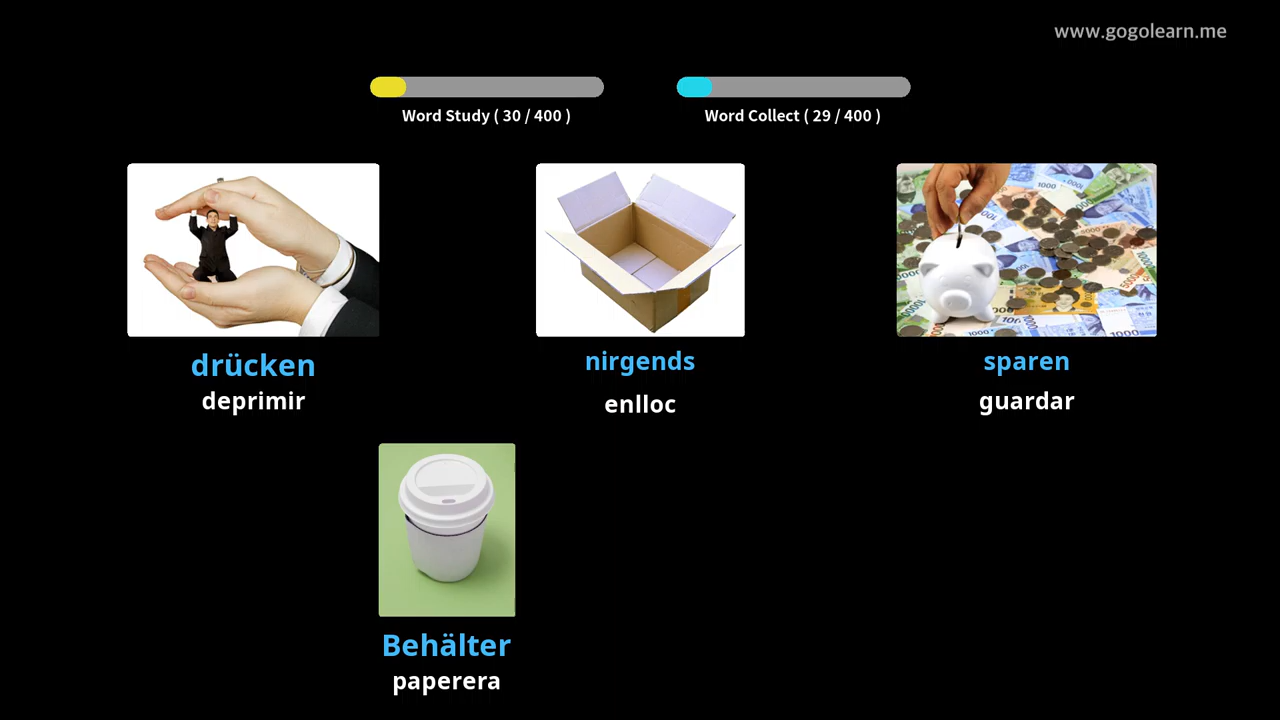 www.gogolearn.me
Word Study ( 30 / 400 )
Word Collect ( 29 / 400 )
drücken
deprimir
nirgends
enlloc
sparen
guardar
Behälter
paperera